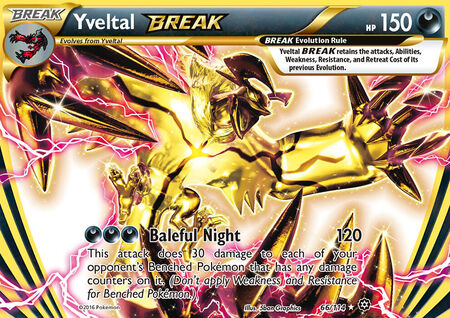 BREAK
Yveltal BREAK
HP 150
Evolves from Yveltal
BREAK Evolution Rule
Yveltal BREAK retains the attacks, Abilities,
Weakness, Resistance, and Retreat Cost of its
previous Evolution.
Baleful Night 120
This attack does 30 damage to each of your
opponent's Benched Pokémon that has any damage
counters on it. (Don't apply Weakness and Resistance
for Benched Pokémon.)
©2016 Pokémon
Illus. 5ban Graphics
66/114